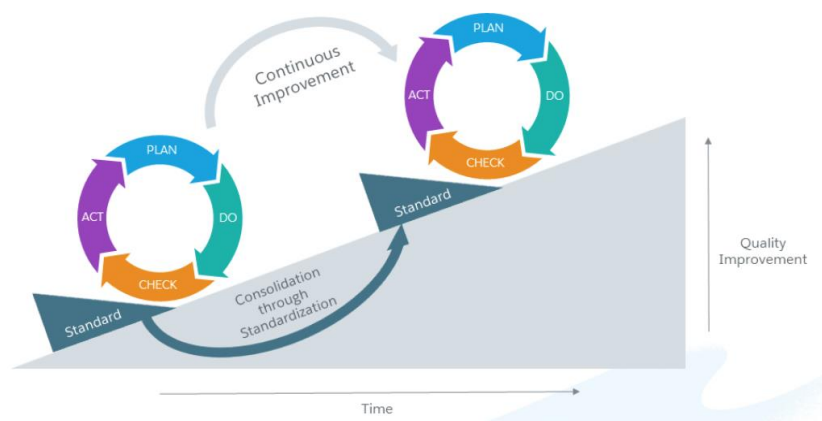 PLAN
DO
CHECK
ACT
Continuous
Improvement
PLAN
DO
CHECK
ACT
Standard
Standard
Consolidation
through
Standardization
Quality
Improvement
Time